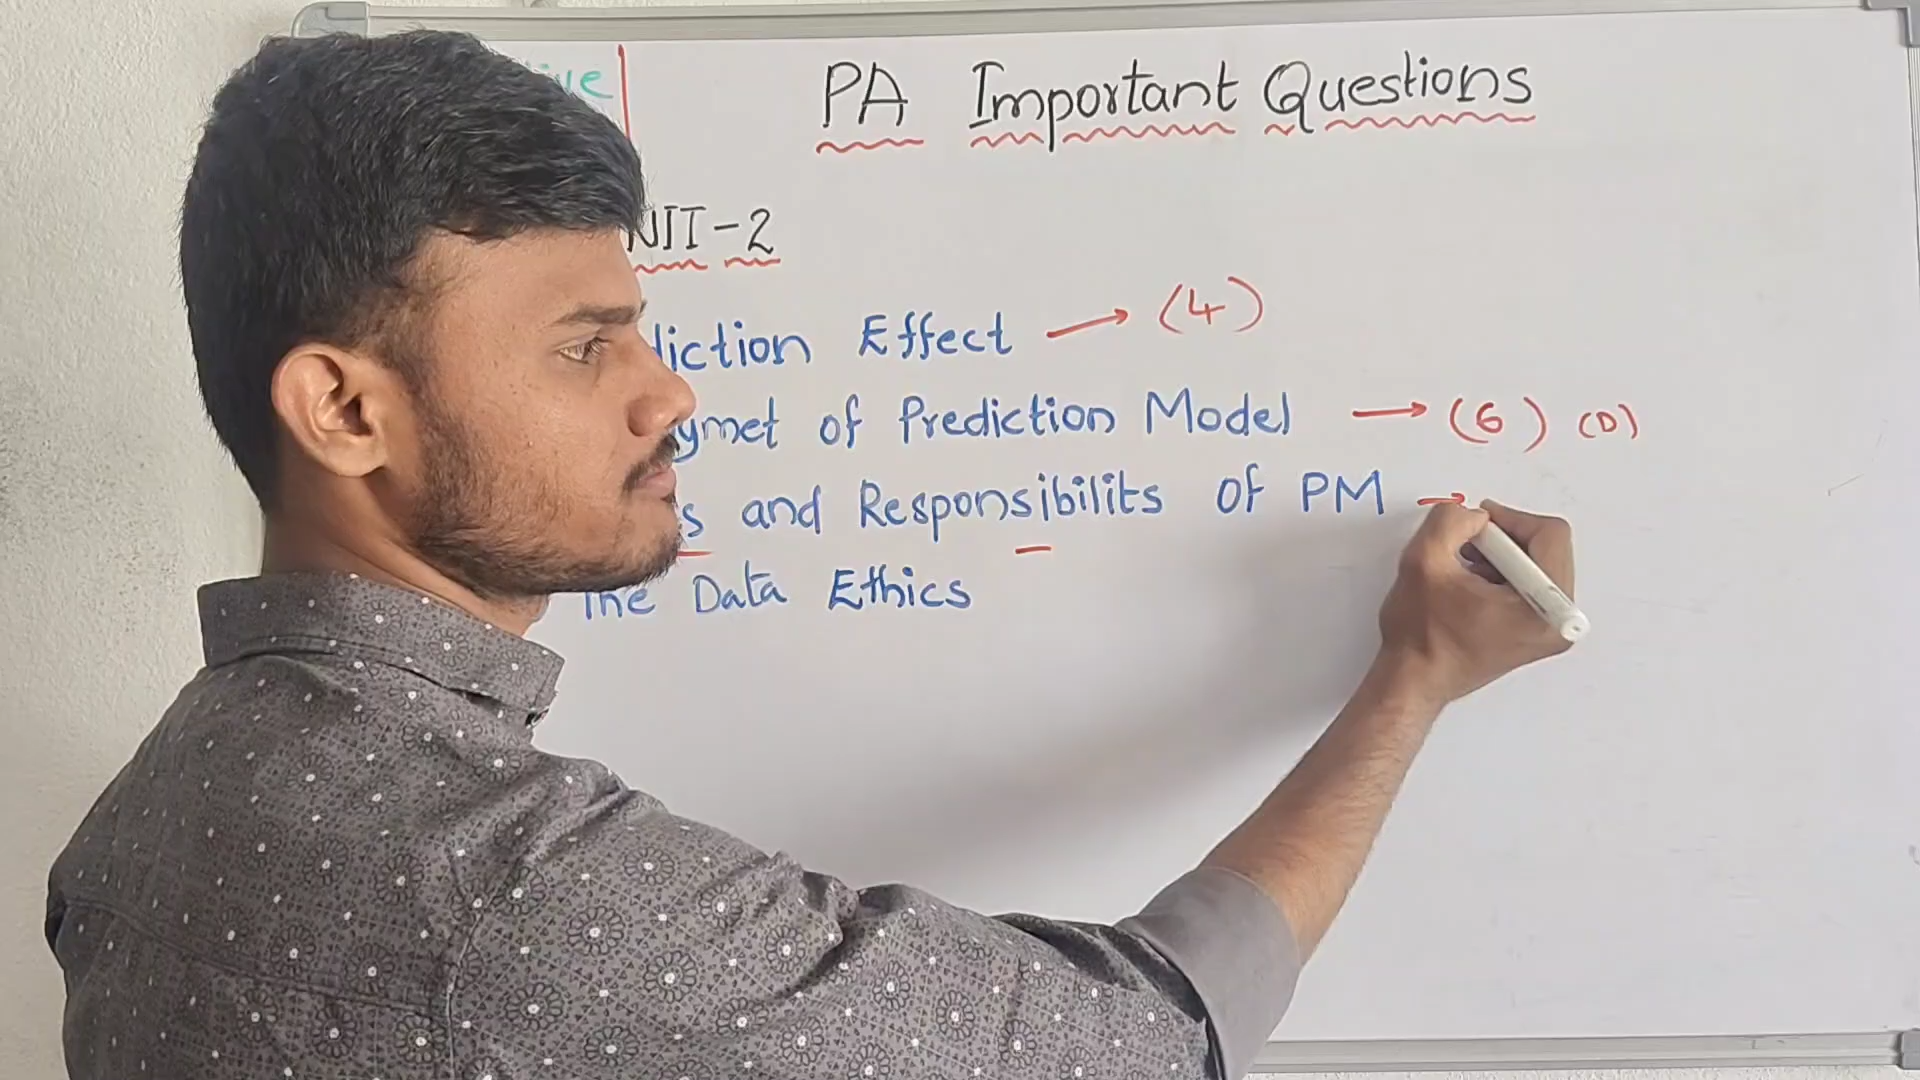 PA Important Questions
NIT-2
diction Effect → (4)
ymet of Prediction Model → (6) (D)
s and Responsibilits Of PM →
The Data Ethics